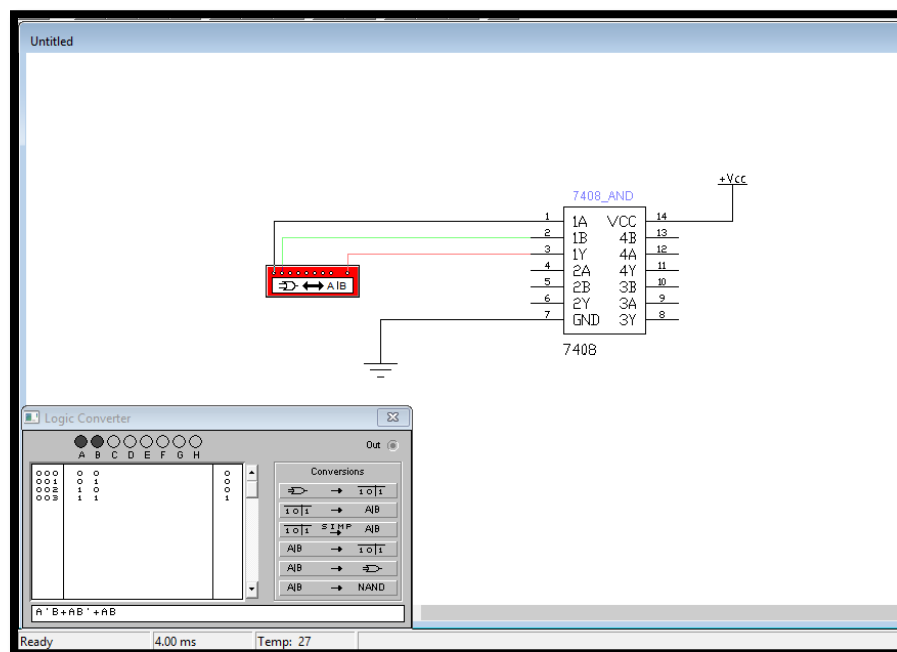 Untitled
+Vcc
7408_AND
1 1A VCC 14
2 1B 4B 13
3 1Y 4A 12
4 2A 4Y 11
5 2B 3B 10
6 2Y 3A 9
7 GND 3Y 8
7408
A|B
Logic Converter
A B C D E F G H
Out
Conversions
000 0 0 0
001 0 1 0
002 1 0 0
003 1 1 1
→ 1 0 | 1
1 0 | 1 → A|B
1 0 | 1 SIMP → A|B
A|B → 1 0 | 1
A|B →
A|B → NAND
A'B+AB'+AB
Ready 4.00 ms Temp: 27